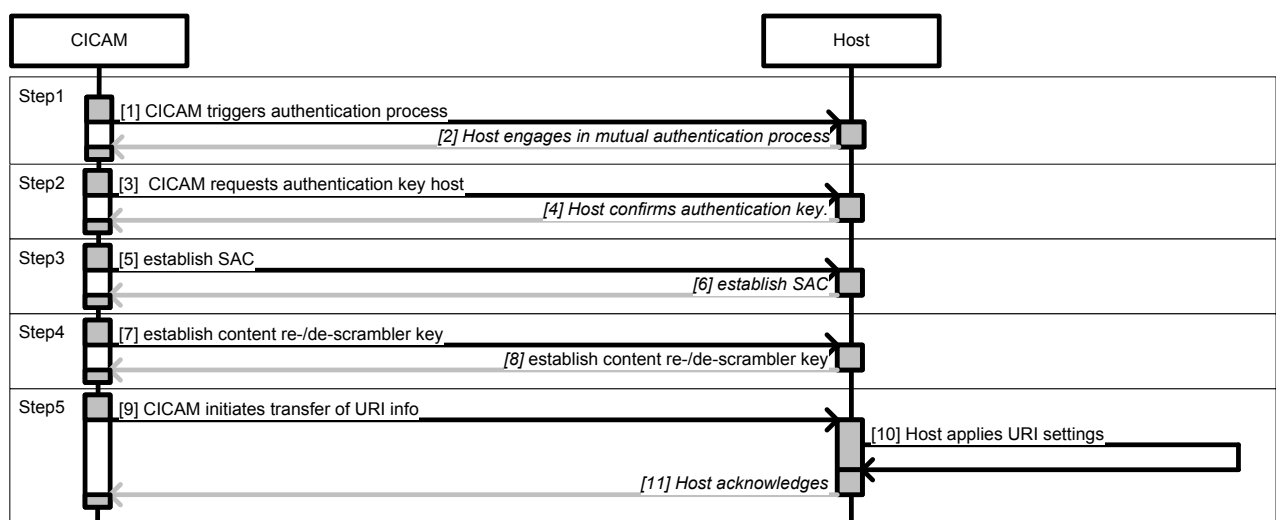 CICAM
Host
Step1
[1] CICAM triggers authentication process
[2] Host engages in mutual authentication process
Step2
[3] CICAM requests authentication key host
[4] Host confirms authentication key.
Step3
[5] establish SAC
[6] establish SAC
Step4
[7] establish content re-/de-scrambler key
[8] establish content re-/de-scrambler key
Step5
[9] CICAM initiates transfer of URI info
[10] Host applies URI settings
[11] Host acknowledges